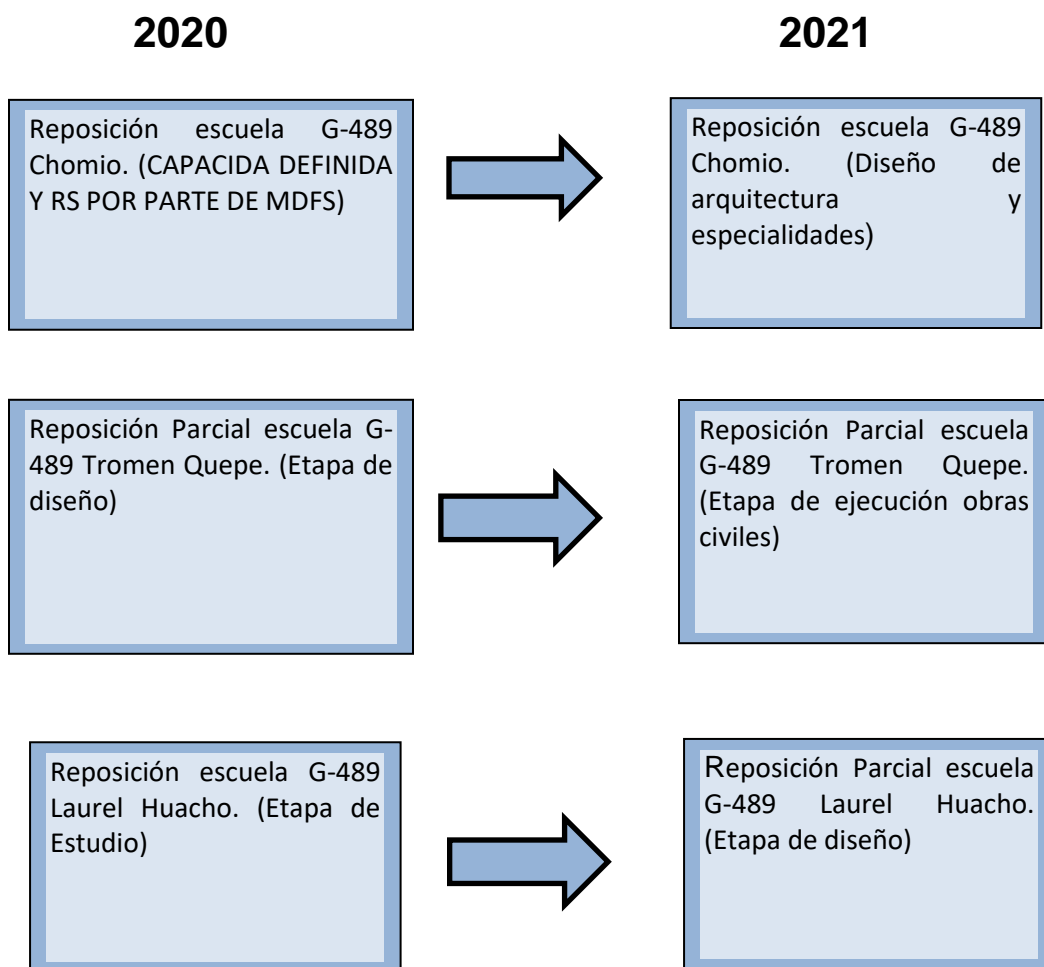 2020
2021
Reposición escuela G-489
Chomio. (CAPACIDA DEFINIDA
Y RS POR PARTE DE MDFS)
Reposición escuela G-489
Chomio. (Diseño de
arquitectura y
especialidades)
Reposición Parcial escuela G-
489 Tromen Quepe. (Etapa de
diseño)
Reposición Parcial escuela
G-489 Tromen Quepe.
(Etapa de ejecución obras
civiles)
Reposición escuela G-489
Laurel Huacho. (Etapa de
Estudio)
Reposición Parcial escuela
G-489 Laurel Huacho.
(Etapa de diseño)